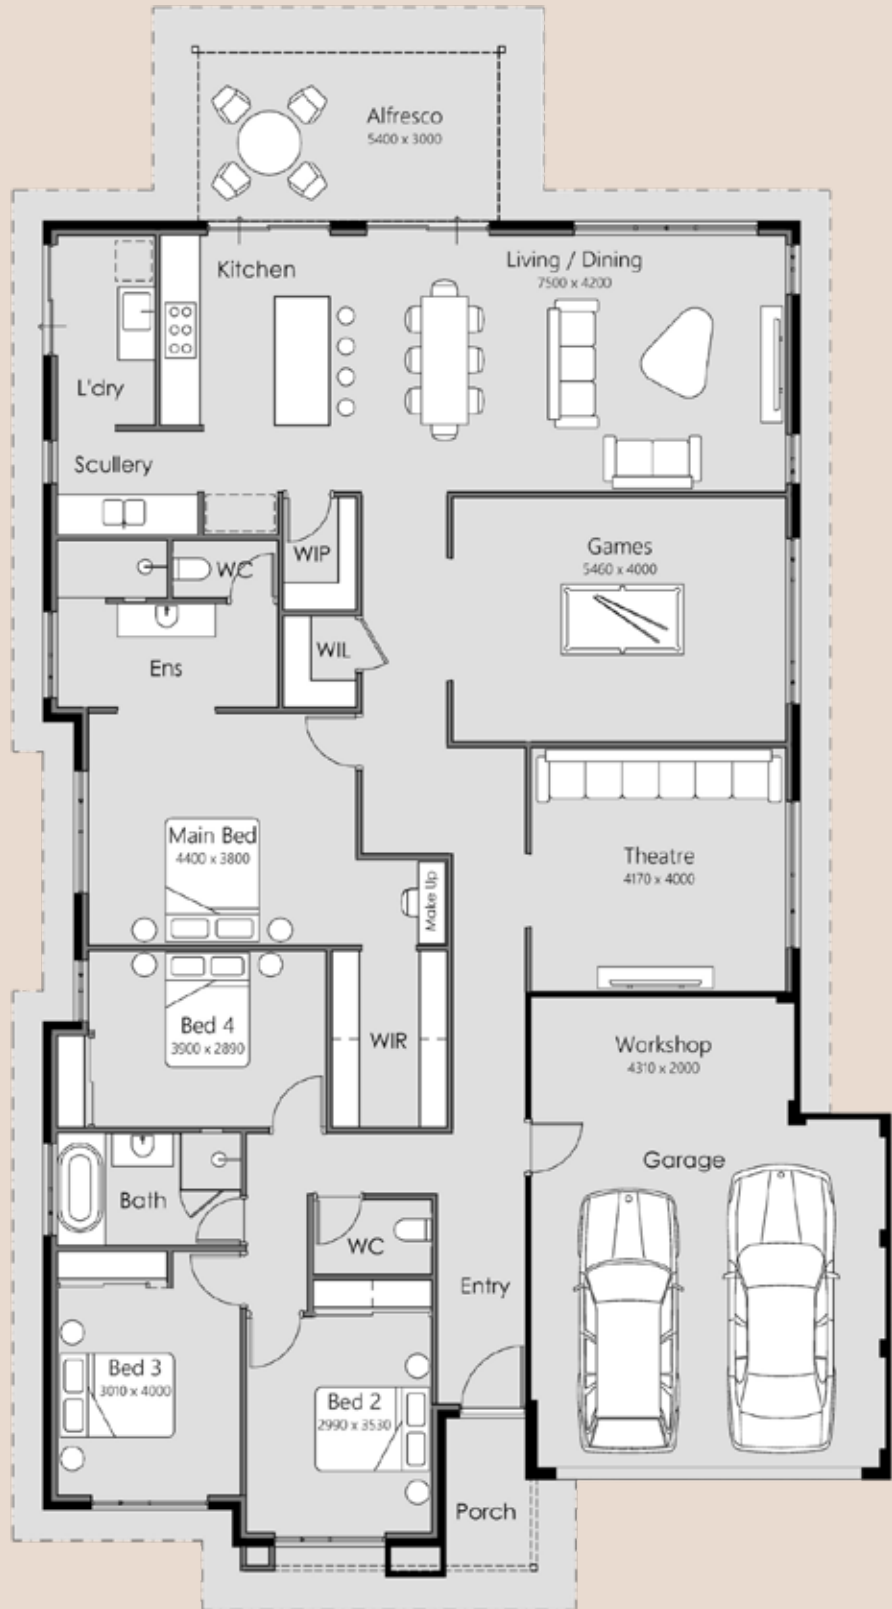 Alfresco
5400 x 3000
Kitchen
Living / Dining
7500 x 4200
L'dry
Scullery
WIP
WC
Games
5460 x 4000
WIL
Ens
Main Bed
4400 x 3800
Make Up
Theatre
4170 x 4000
Bed 4
3900 x 2890
WIR
Workshop
4310 x 2000
Garage
Bath
WC
Entry
Bed 3
3010 x 4000
Bed 2
2990 x 3530
Porch